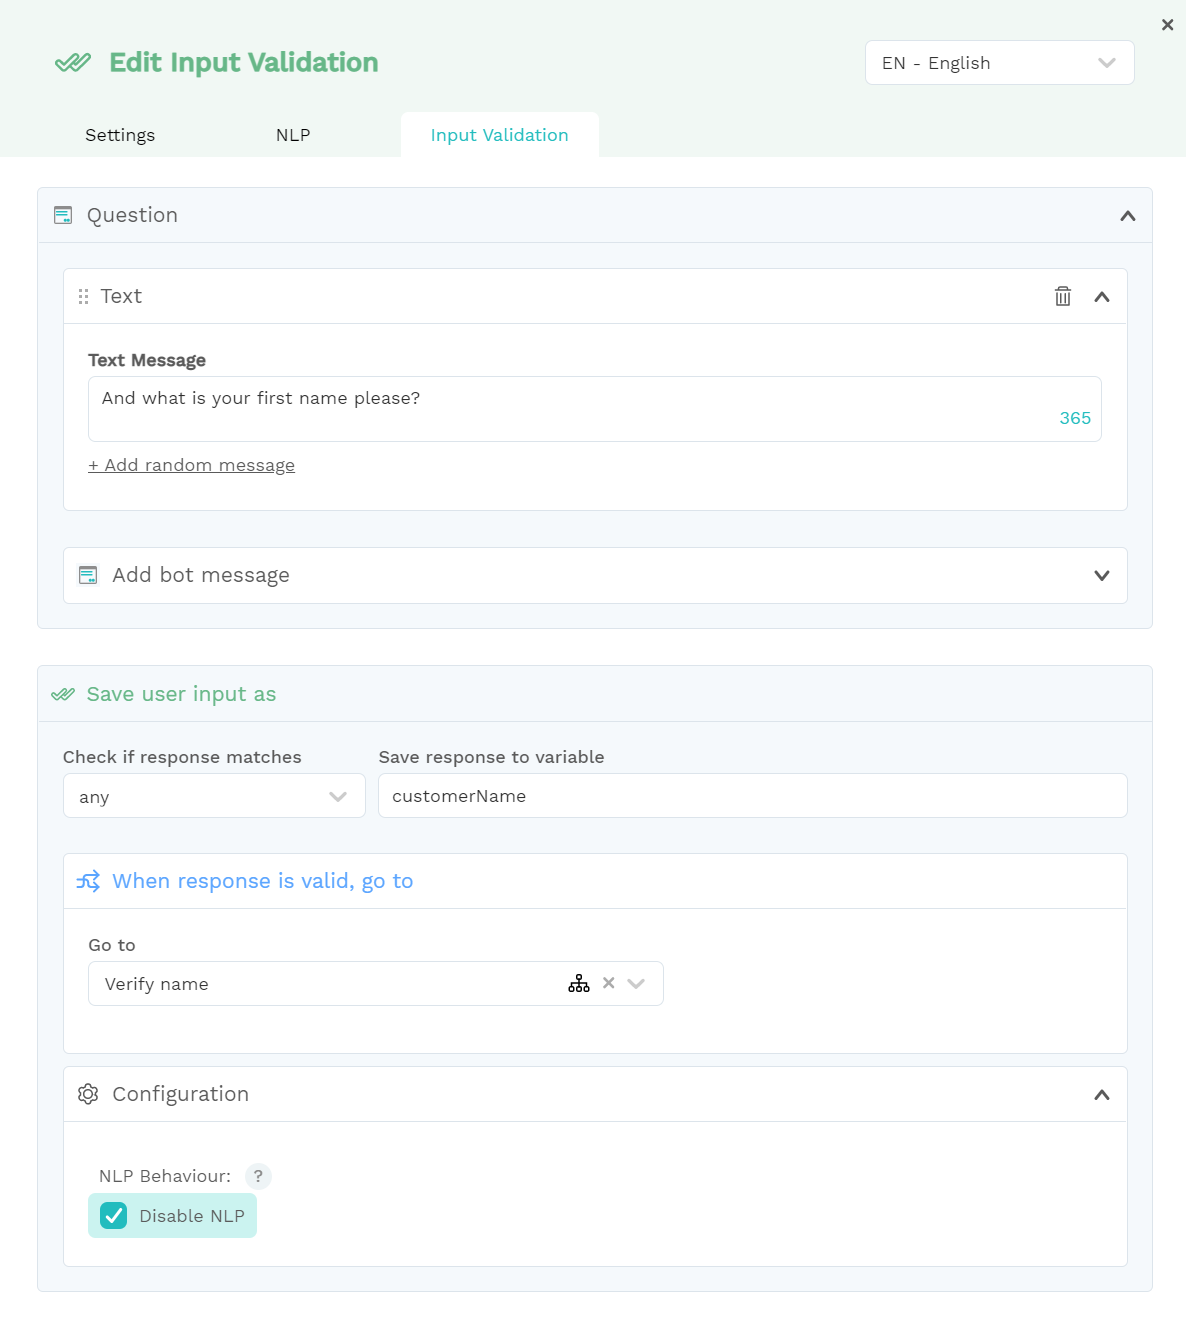 Edit Input Validation
EN - English
Settings
NLP
Input Validation
Question
Text
Text Message
And what is your first name please?
365
+ Add random message
Add bot message
Save user input as
Check if response matches
Save response to variable
any
customerName
When response is valid, go to
Go to
Verify name
Configuration
NLP Behaviour: ?
Disable NLP